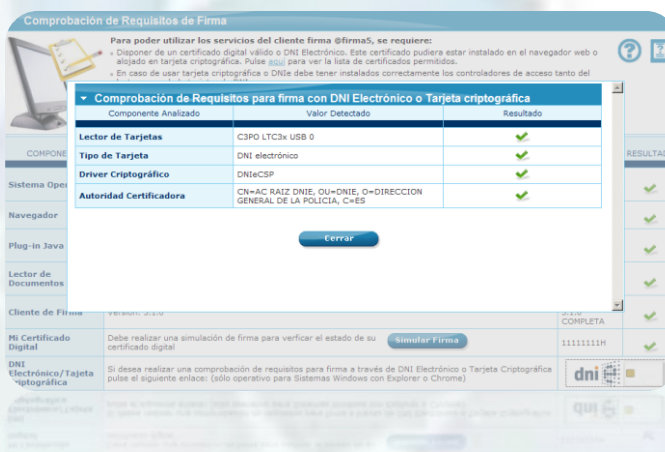 Comprobación de Requisitos de Firma
Para poder utilizar los servicios del cliente firma @firma5, se requiere:
Disponer de un certificado digital válido o DNI Electrónico. Este certificado pudiera estar instalado en el navegador web o
alojado en tarjeta criptográfica. Pulse aquí para ver la lista de certificados permitidos.
En caso de usar tarjeta criptográfica o DNIe debe tener instalados correctamente los controladores de acceso tanto del
Comprobación de Requisitos para firma con DNI Electrónico o Tarjeta criptográfica
Componente Analizado Valor Detectado Resultado
Lector de Tarjetas C3PO LTC3x USB 0
Tipo de Tarjeta DNI electrónico
Driver Criptográfico DNIeCSP
Autoridad Certificadora CN=AC RAIZ DNIE, OU=DNIE, O=DIRECCION
GENERAL DE LA POLICIA, C=ES
Cerrar
COMPONE RESULTAD
Sistema Oper
Navegador
Plug-in Java
Lector de
Documentos
Cliente de Firma Versión: 5.1.0 5.1.0
COMPLETA
Mi Certificado
Digital
Debe realizar una simulación de firma para verficar el estado de su
certificado digital
Simular Firma
11111111H
DNI
Electrónico/Tajeta
criptográfica
Si desea realizar una comprobación de requisitos para firma a través de DNI Electrónico o Tarjeta Criptográfica
pulse el siguiente enlace: (sólo operativo para Sistemas Windows con Explorer o Chrome)
dni